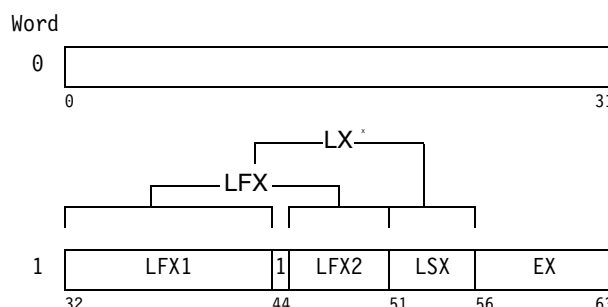 Word
0
0 31
LX x
LFX
1 LFX1 1 LFX2 LSX EX
32 44 51 56 63